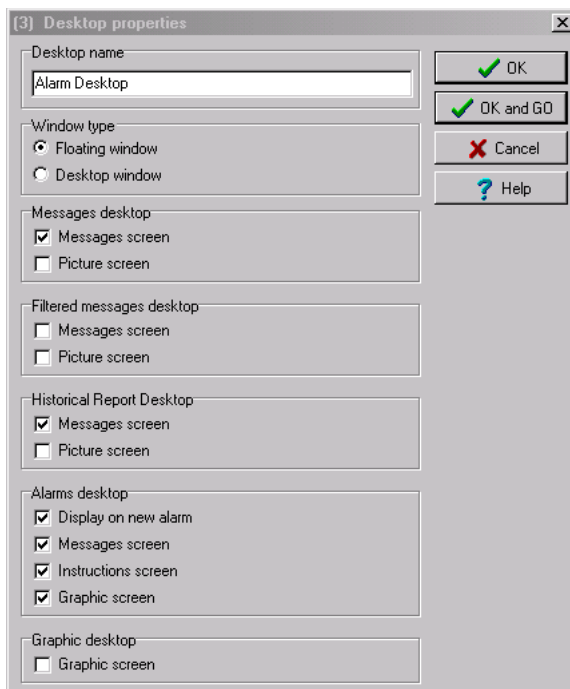 (3) Desktop properties
Desktop name
Alarm Desktop
OK
OK and GO
Cancel
Help
Window type
Floating window
Desktop window
Messages desktop
Messages screen
Picture screen
Filtered messages desktop
Messages screen
Picture screen
Historical Report Desktop
Messages screen
Picture screen
Alarms desktop
Display on new alarm
Messages screen
Instructions screen
Graphic screen
Graphic desktop
Graphic screen